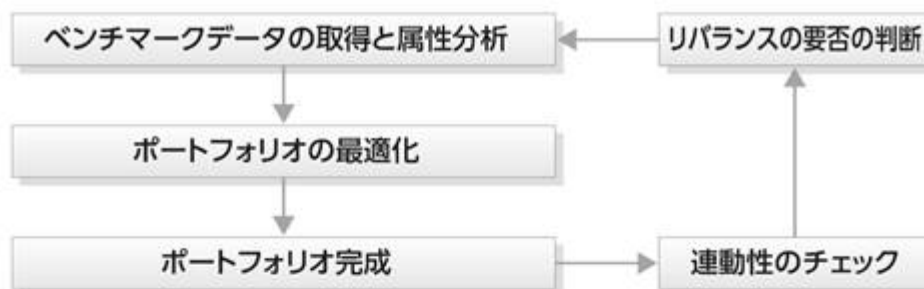 ベンチマークデータの取得と属性分析
リバランスの要否の判断
ポートフォリオの最適化
ポートフォリオ完成
連動性のチェック